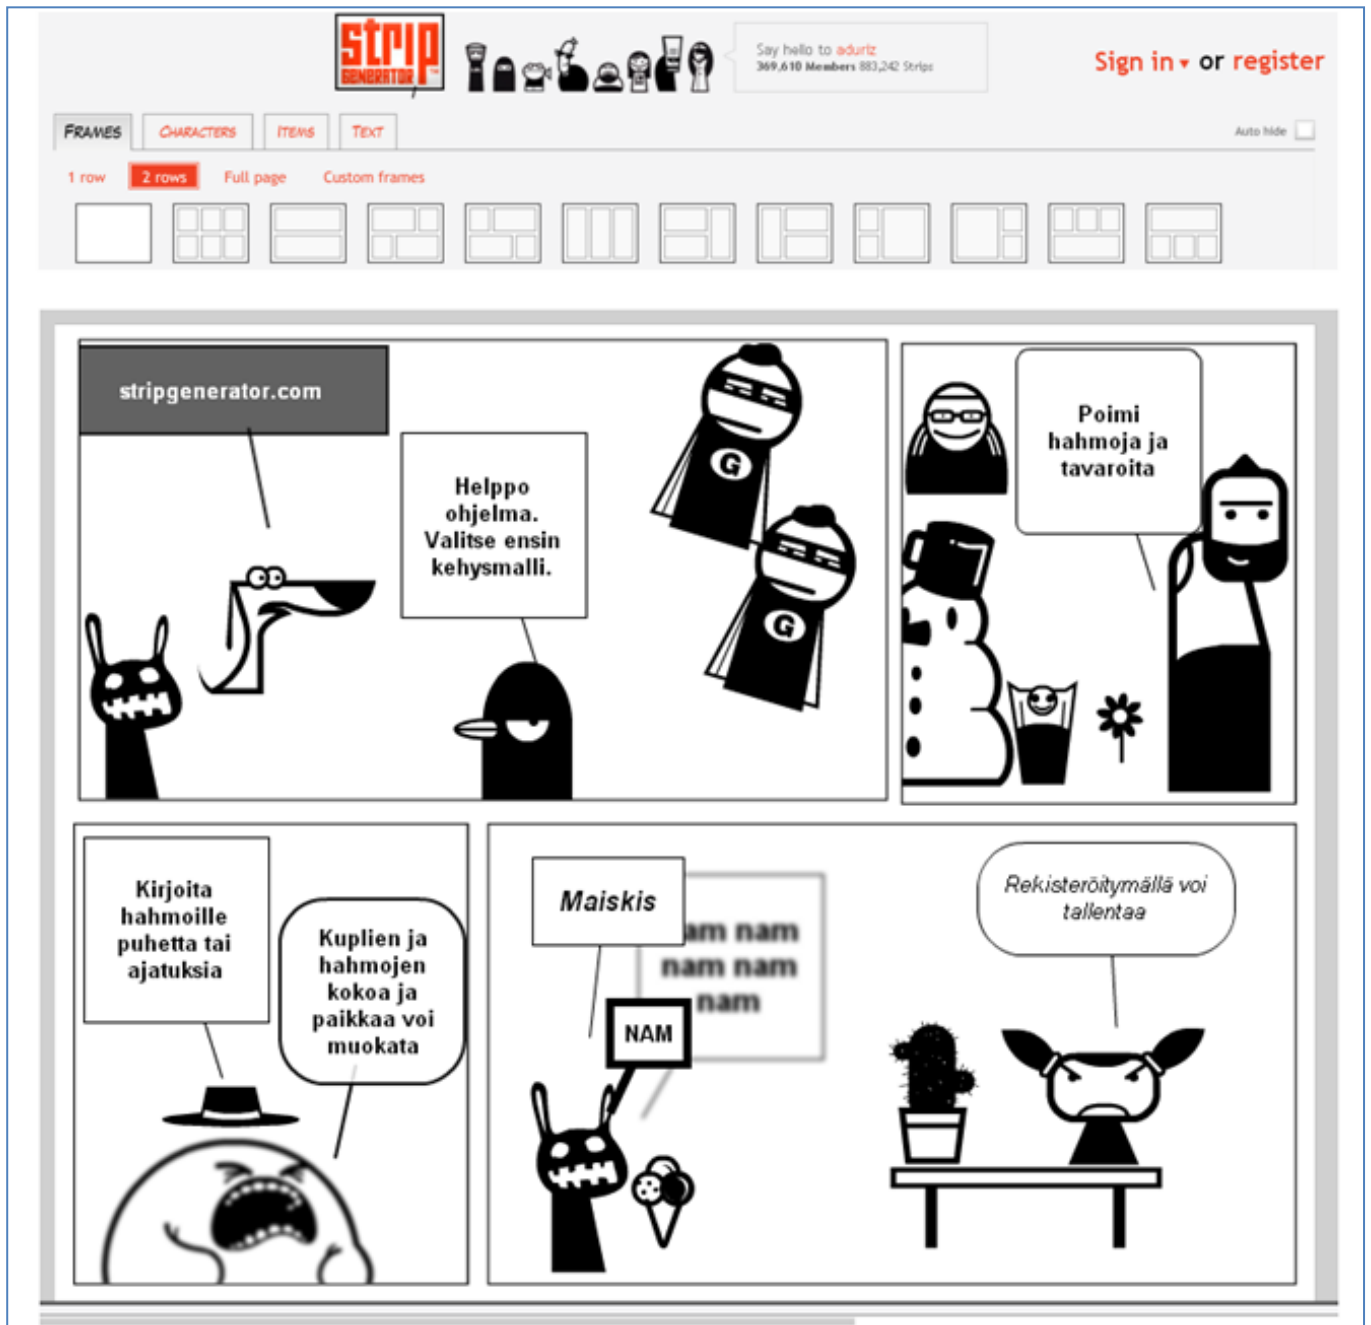 strip
GENERATOR
Say hello to aduriz
369,610 Members 883,242 Strips
Sign in ▾ or register
FRAMES
CHARACTERS
ITEMS
TEXT
Auto hide
1 row
2 rows
Full page
Custom frames
stripgenerator.com
Helppo
ohjelma.
Valitse ensin
kehysmalli.
G
G
Poimi
hahmoja ja
tavaroita
Kirjoita
hahmoille
puhetta tai
ajatuksia
Kuplien ja
hahmojen
kokoa ja
paikkaa voi
muokata
Maiskis
nam
nam nam
nam
NAM
Rekisteröitymällä voi
tallentaa